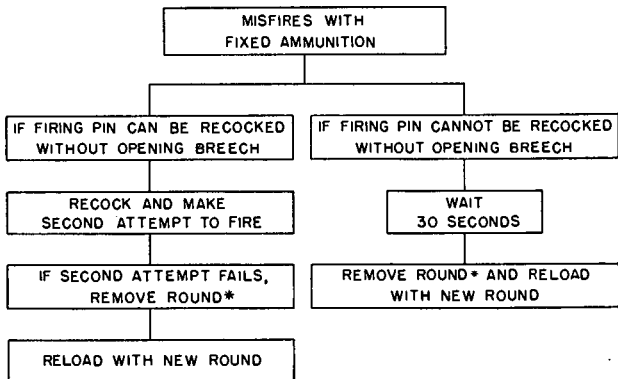 MISFIRES WITH
FIXED AMMUNITION
IF FIRING PIN CAN BE RECOCKED
WITHOUT OPENING BREECH
RECOCK AND MAKE
SECOND ATTEMPT TO FIRE
IF SECOND ATTEMPT FAILS,
REMOVE ROUND*
RELOAD WITH NEW ROUND
IF FIRING PIN CANNOT BE RECOCKED
WITHOUT OPENING BREECH
WAIT
30 SECONDS
REMOVE ROUND* AND RELOAD
WITH NEW ROUND